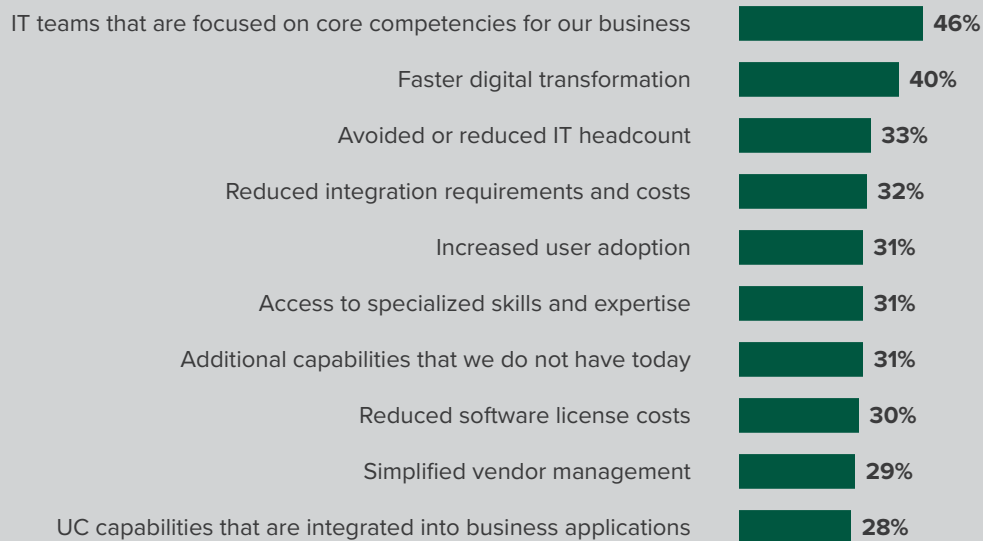 IT teams that are focused on core competencies for our business 46%
Faster digital transformation 40%
Avoided or reduced IT headcount 33%
Reduced integration requirements and costs 32%
Increased user adoption 31%
Access to specialized skills and expertise 31%
Additional capabilities that we do not have today 31%
Reduced software license costs 30%
Simplified vendor management 29%
UC capabilities that are integrated into business applications 28%